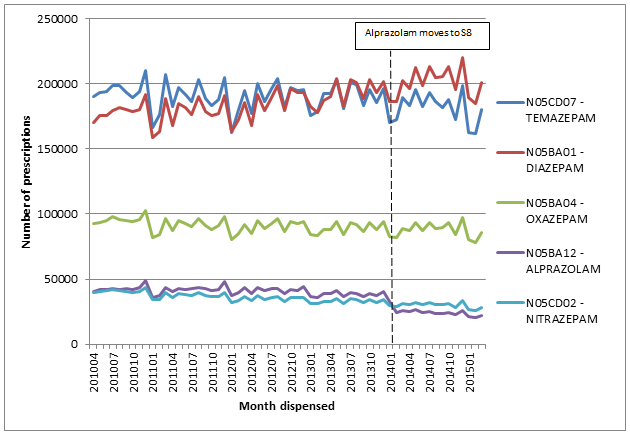 Alprazolam moves to S8
Number of prescriptions
250000
200000
150000
100000
50000
0
201004
201007
201010
201101
201104
201107
201110
201201
201204
201207
201210
201301
201304
201307
201310
201401
201404
201407
201410
201501
Month dispensed
N05CD07 -
TEMAZEPAM
N05BA01 -
DIAZEPAM
N05BA04 -
OXAZEPAM
N05BA12 -
ALPRAZOLAM
N05CD02 -
NITRAZEPAM